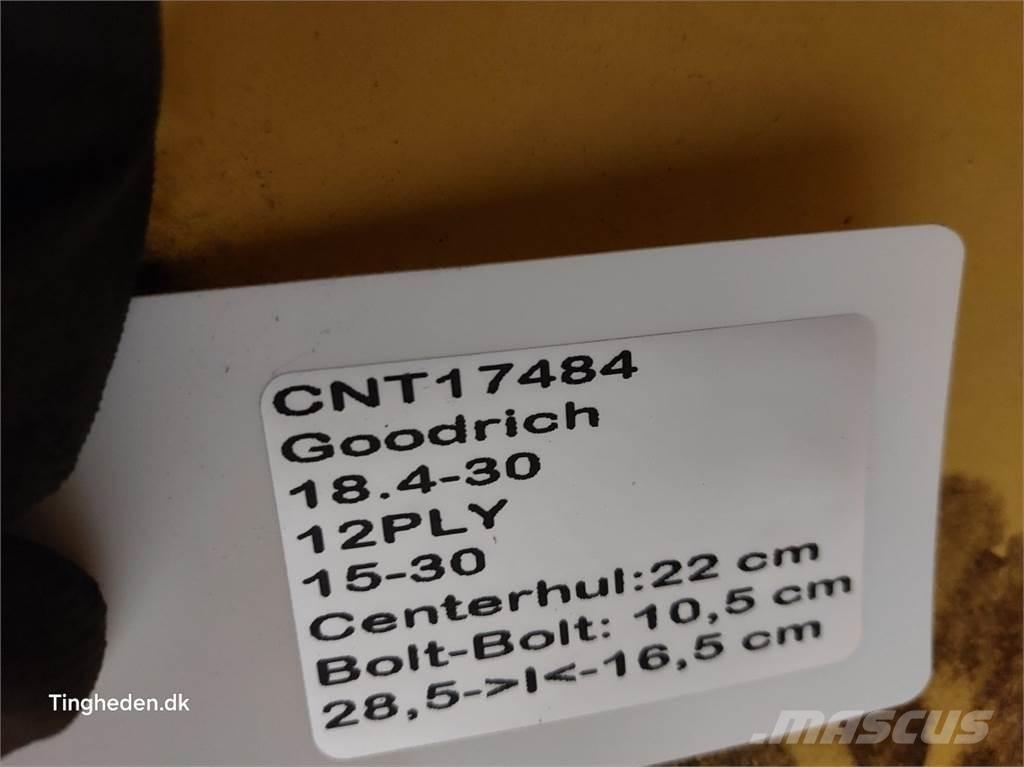 CNT17484
Goodrich
18.4-30
12PLY
15-30
Centerhul:22 cm
Bolt-Bolt: 10,5 cm
28,5->I<-16,5 cm
Tingheden.dk
MASCUS